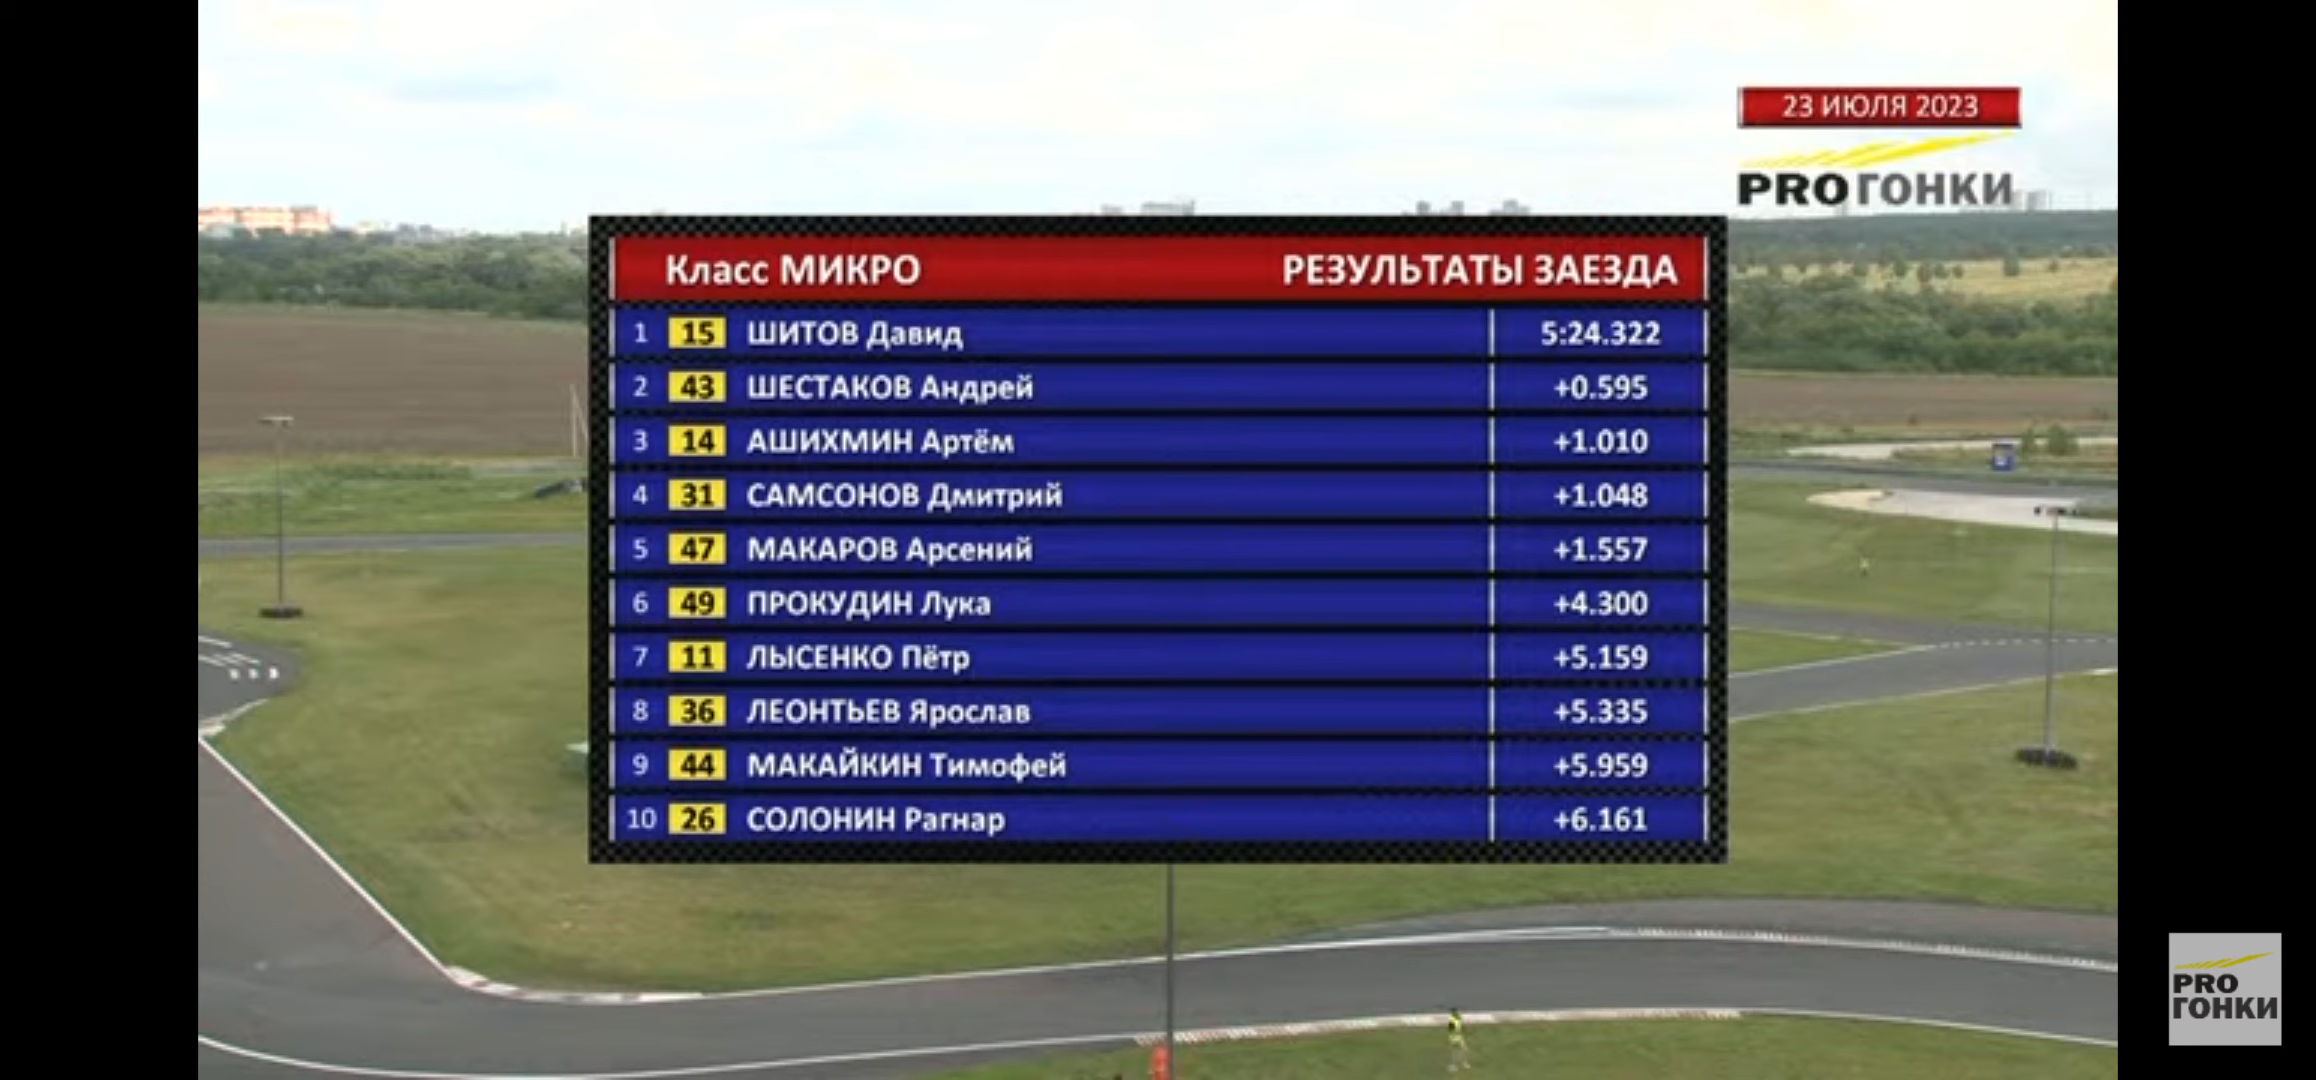 23 ИЮЛЯ 2023
PRO ГОНКИ
Класс МИКРО РЕЗУЛЬТАТЫ ЗАЕЗДА
1 15 ШИТОВ Давид 5:24.322
2 43 ШЕСТАКОВ Андрей +0.595
3 14 АШИХМИН Артём +1.010
4 31 САМСОНОВ Дмитрий +1.048
5 47 МАКАРОВ Арсений +1.557
6 49 ПРОКУДИН Лука +4.300
7 11 ЛЫСЕНКО Пётр +5.159
8 36 ЛЕОНТЬЕВ Ярослав +5.335
9 44 МАКАЙКИН Тимофей +5.959
10 26 СОЛОНИН Рагнар +6.161
PRO
ГОНКИ